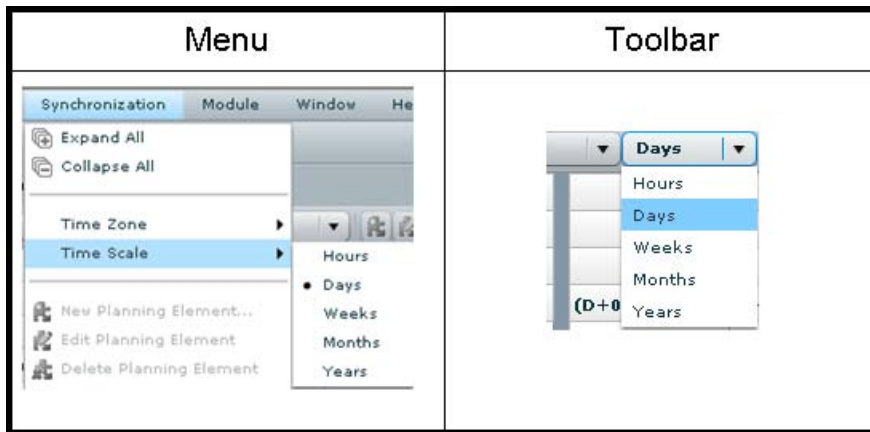 Menu
Toolbar
Synchronization Module Window He
Expand All
Collapse All
Time Zone
Time Scale
New Planning Element...
Edit Planning Element
Delete Planning Element
Hours
Days
Weeks
Months
Years
Days
Hours
Days
Weeks
Months
Years
(D+0